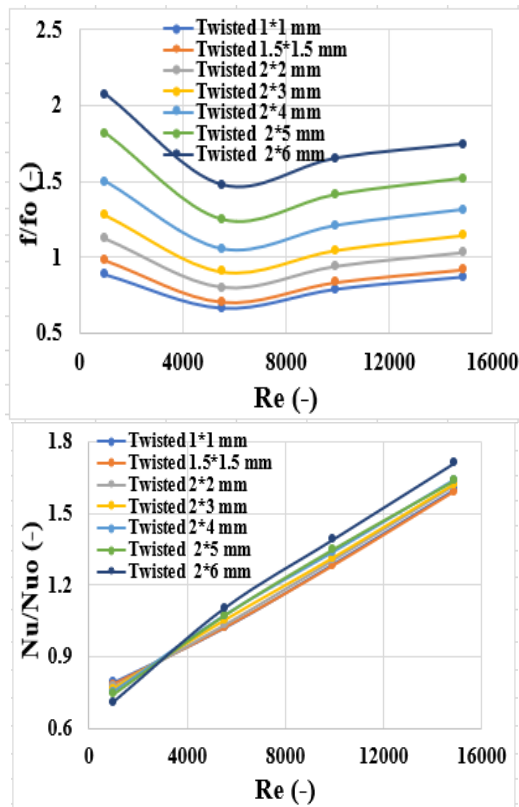 2.5
Twisted 1*1 mm
Twisted 1.5*1.5 mm
2
Twisted 2*2 mm
Twisted 2*3 mm
Twisted 2*4 mm
Twisted 2*5 mm
Twisted 2*6 mm
1.5
f/fo (-)
1
0.5
0 4000 8000 12000 16000
Re (-)
1.8
Twisted 1*1 mm
Twisted 1.5*1.5 mm
Twisted 2*2 mm
1.5
Twisted 2*3 mm
Twisted 2*4 mm
Twisted 2*5 mm
Twisted 2*6 mm
1.2
Nu/Nuo (-)
0.9
0.6
0 4000 8000 12000 16000
Re (-)